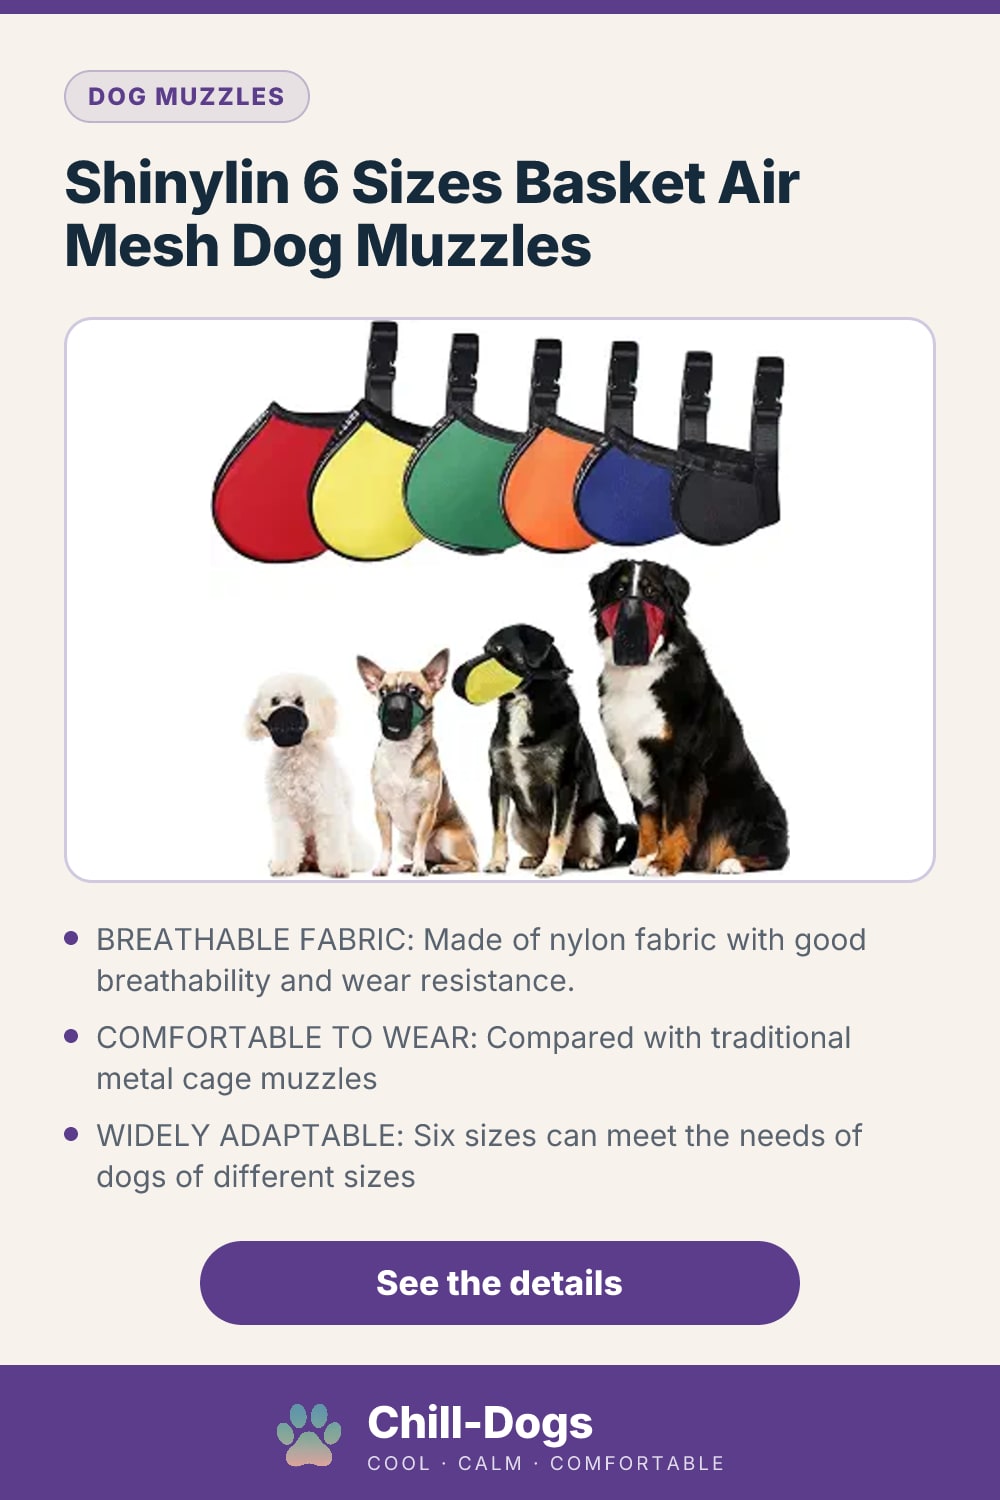 DOG MUZZLES
Shinylin 6 Sizes Basket Air
Mesh Dog Muzzles
BREATHABLE FABRIC: Made of nylon fabric with good
breathability and wear resistance.
COMFORTABLE TO WEAR: Compared with traditional
metal cage muzzles
WIDELY ADAPTABLE: Six sizes can meet the needs of
dogs of different sizes
See the details
Chill-Dogs
COOL · CALM · COMFORTABLE